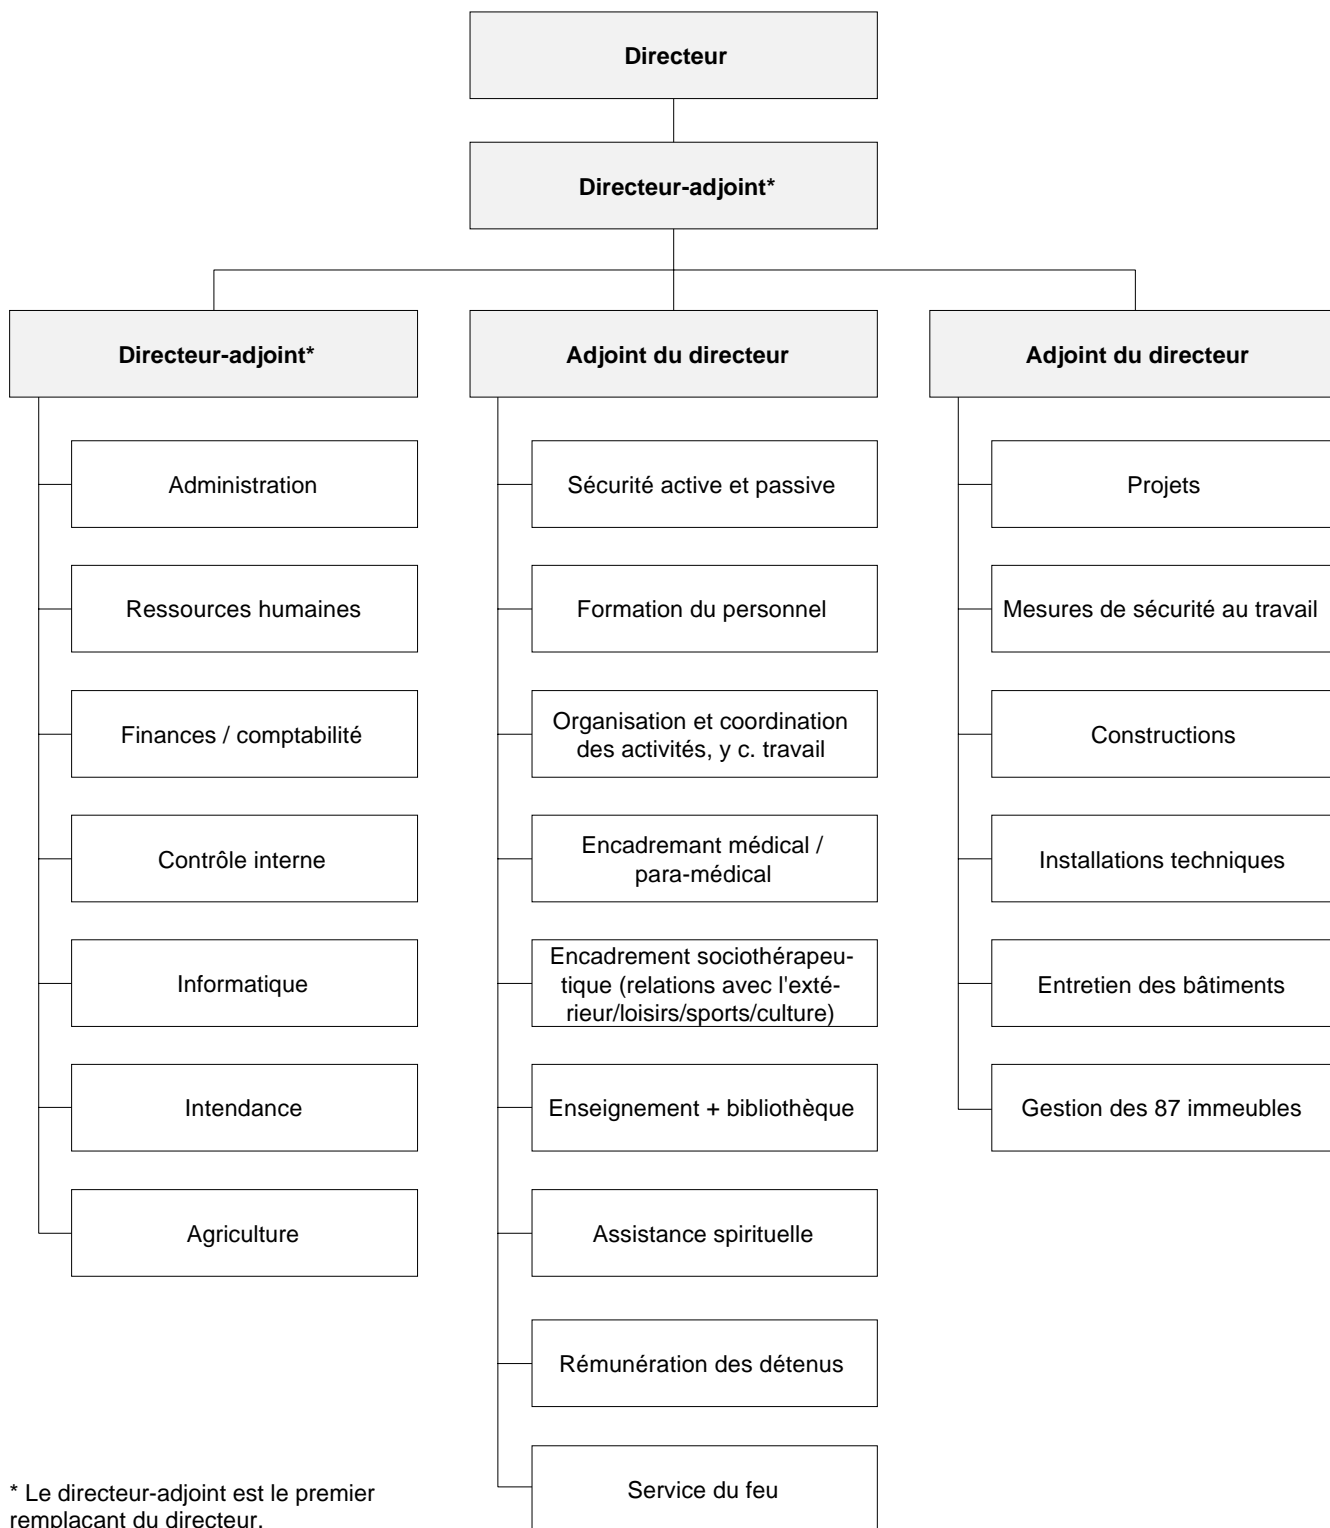 Directeur
Directeur-adjoint*
Directeur-adjoint*
Administration
Ressources humaines
Finances / comptabilité
Contrôle interne
Informatique
Intendance
Agriculture
Adjoint du directeur
Sécurité active et passive
Formation du personnel
Organisation et coordination
des activités, y c. travail
Encadremant médical /
para-médical
Encadrement sociothérapeu-
tique (relations avec l'exté-
rieur/loisirs/sports/culture)
Enseignement + bibliothèque
Assistance spirituelle
Rémunération des détenus
Service du feu
Adjoint du directeur
Projets
Mesures de sécurité au travail
Constructions
Installations techniques
Entretien des bâtiments
Gestion des 87 immeubles
* Le directeur-adjoint est le premier
remplaçant du directeur.